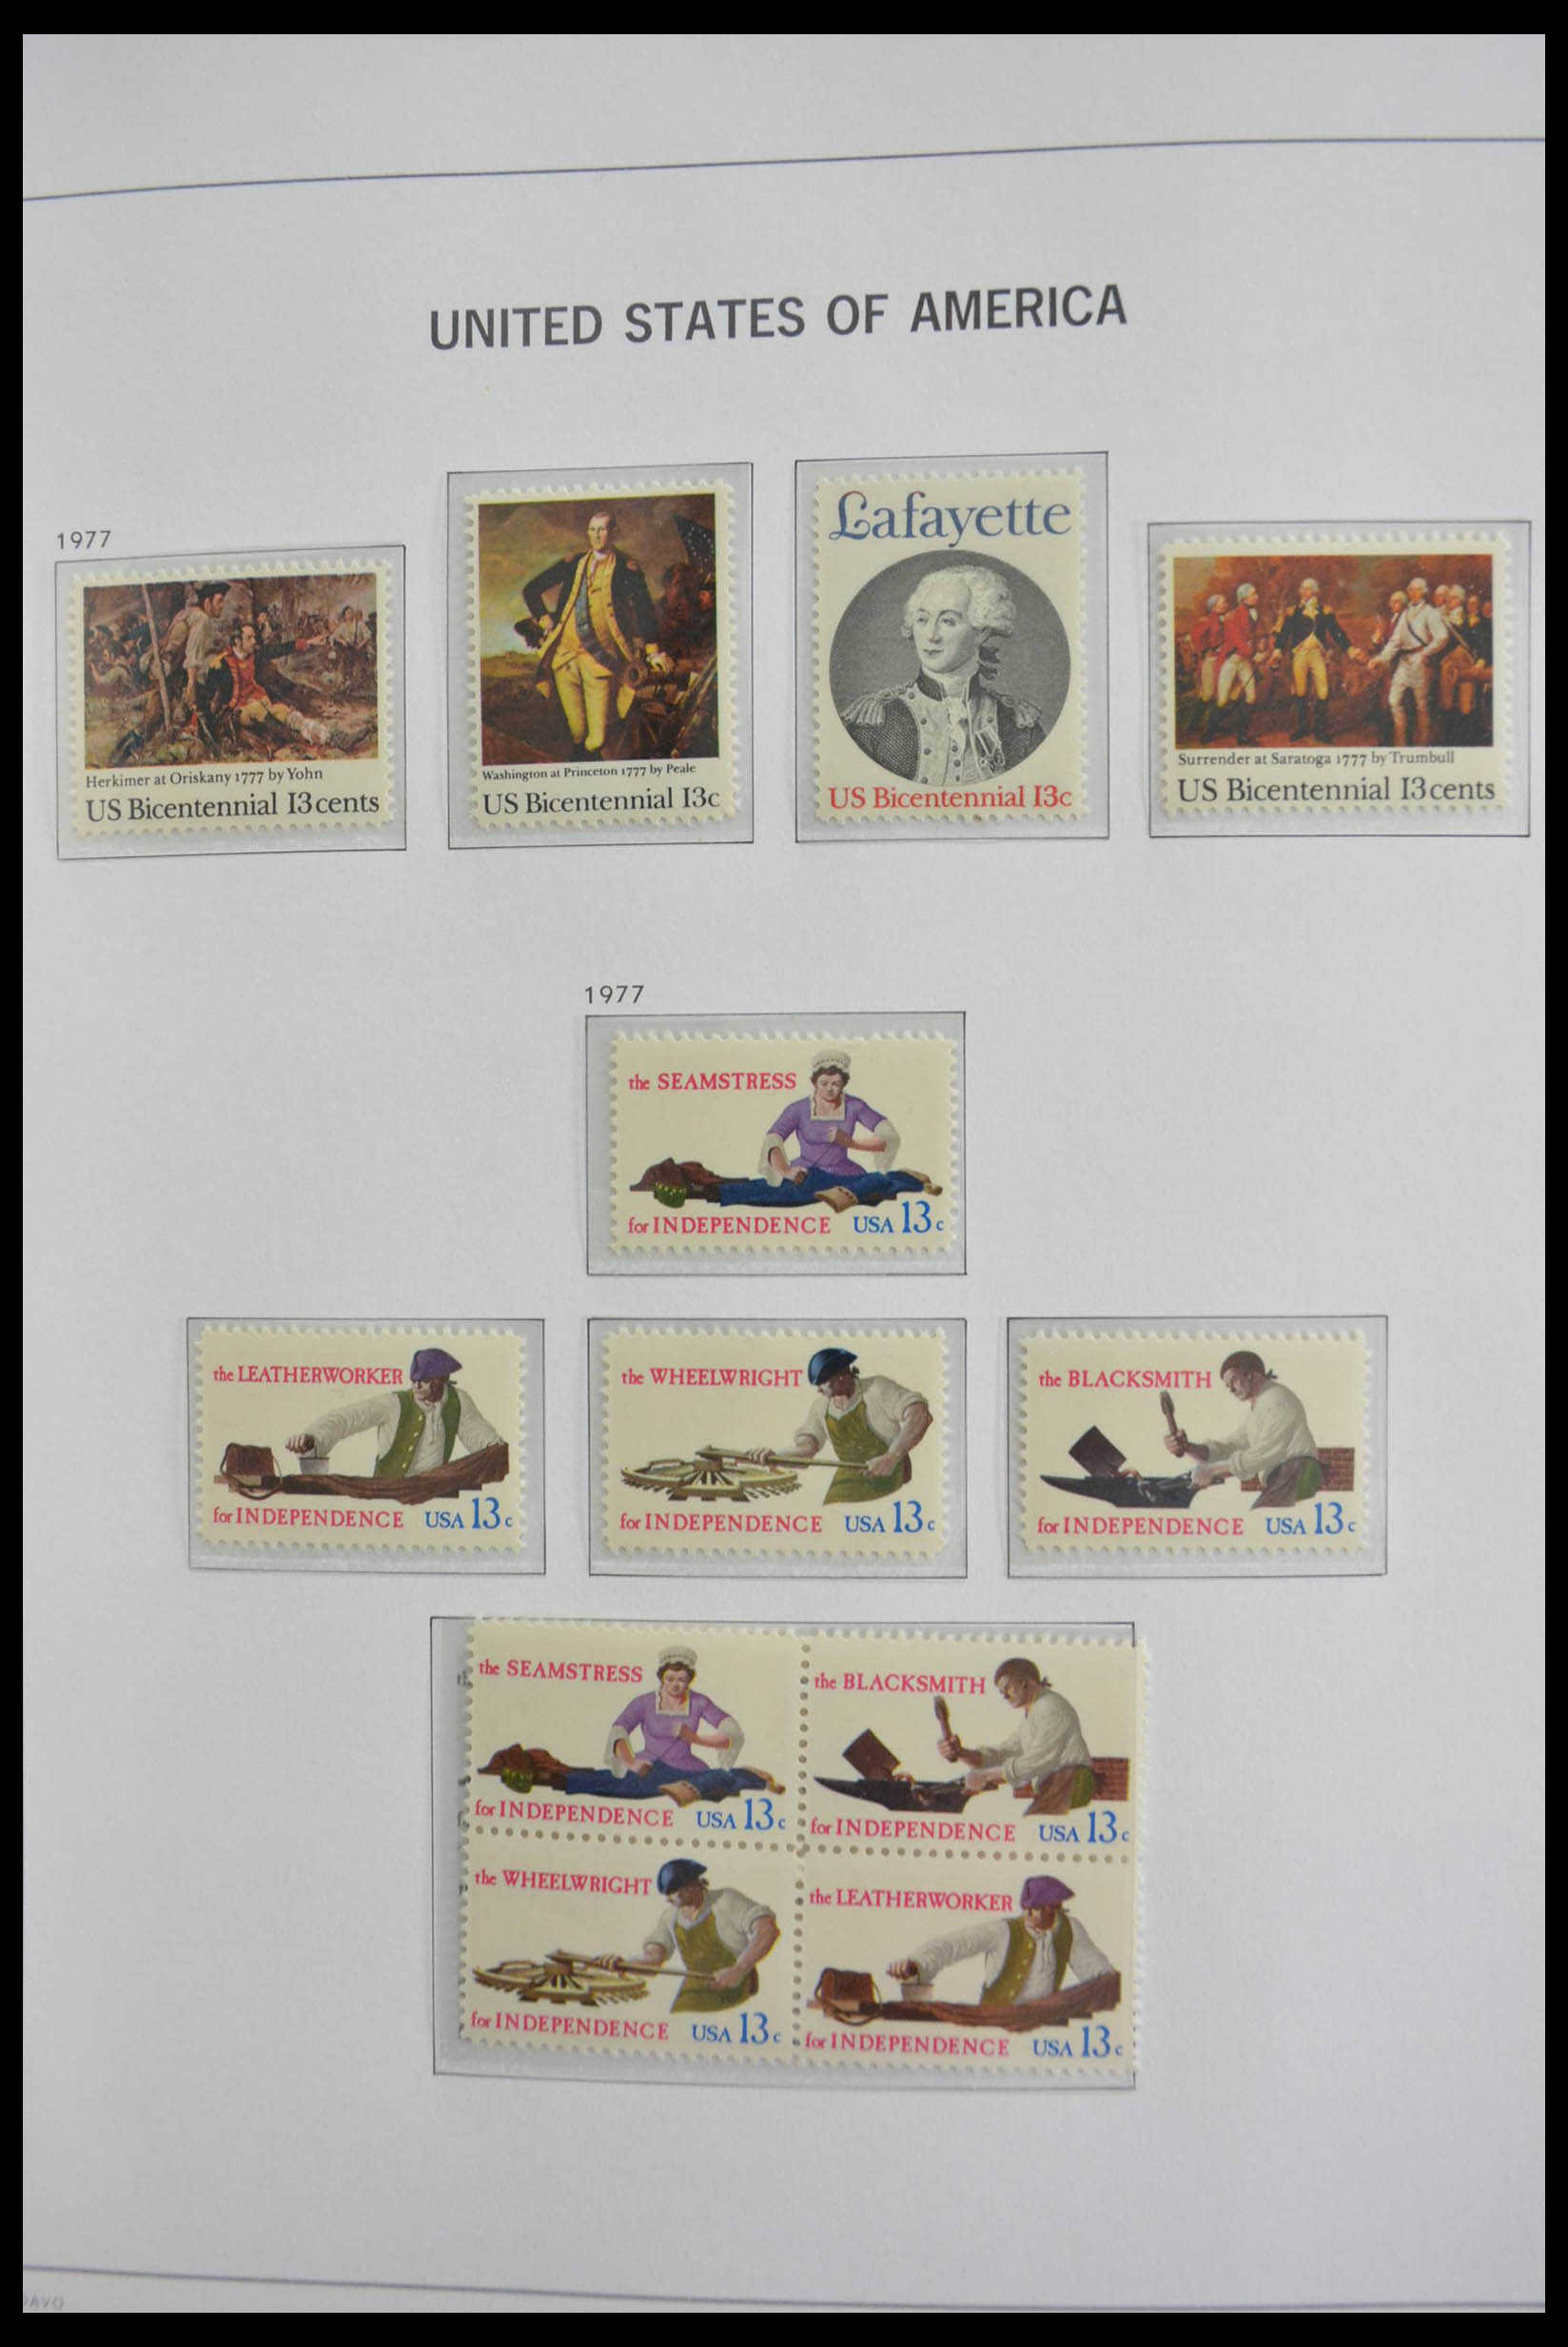 UNITED STATES OF AMERICA
1977
Herkimer at Oriskany 1777 by Yohn
US Bicentennial 13cents
Washington at Princeton 1777 by Peale
US Bicentennial 13c
Lafayette
US Bicentennial 13c
Surrender at Saratoga 1777 by Trumbull
US Bicentennial 13cents
1977
the SEAMSTRESS
for INDEPENDENCE USA 13c
the LEATHERWORKER
for INDEPENDENCE USA 13c
the WHEELWRIGHT
for INDEPENDENCE USA 13c
the BLACKSMITH
for INDEPENDENCE USA 13c
the SEAMSTRESS
for INDEPENDENCE USA 13c
the BLACKSMITH
for INDEPENDENCE USA 13c
the WHEELWRIGHT
for INDEPENDENCE USA 13c
the LEATHERWORKER
for INDEPENDENCE USA 13c